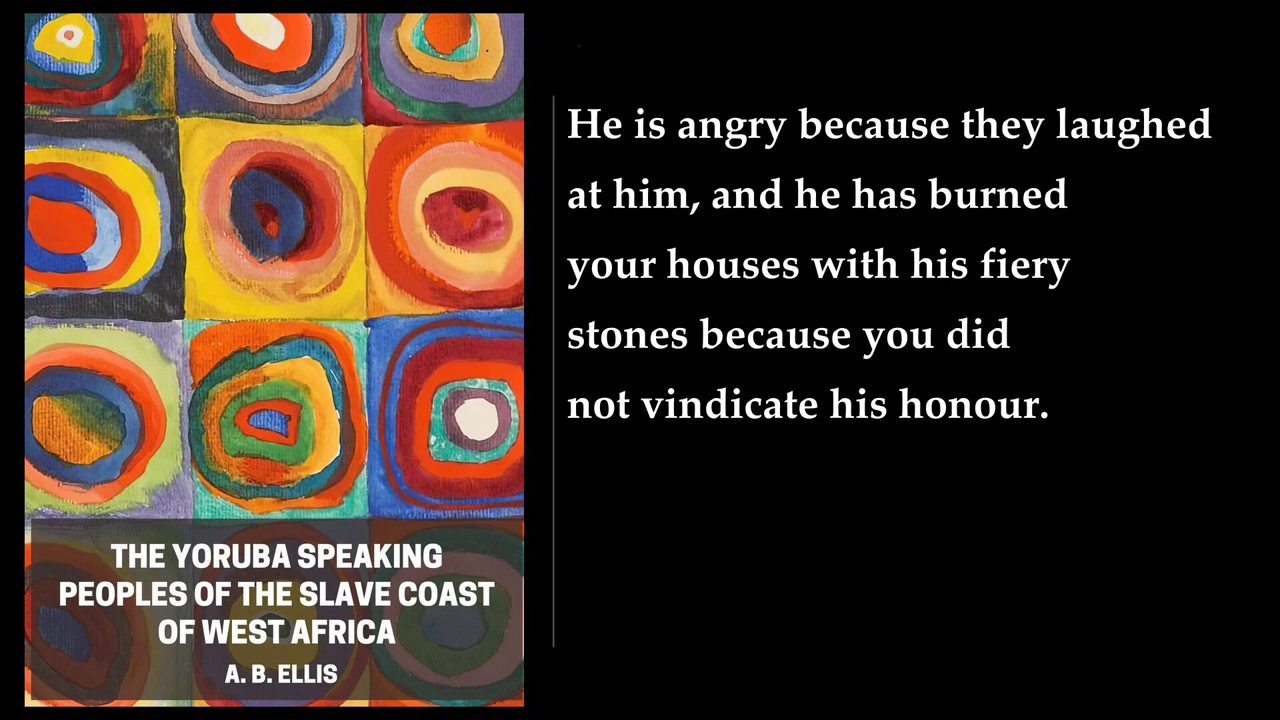 THE YORUBA SPEAKING
PEOPLES OF THE SLAVE COAST
OF WEST AFRICA
A. B. ELLIS
He is angry because they laughed
at him, and he has burned
your houses with his fiery
stones because you did
not vindicate his honour.